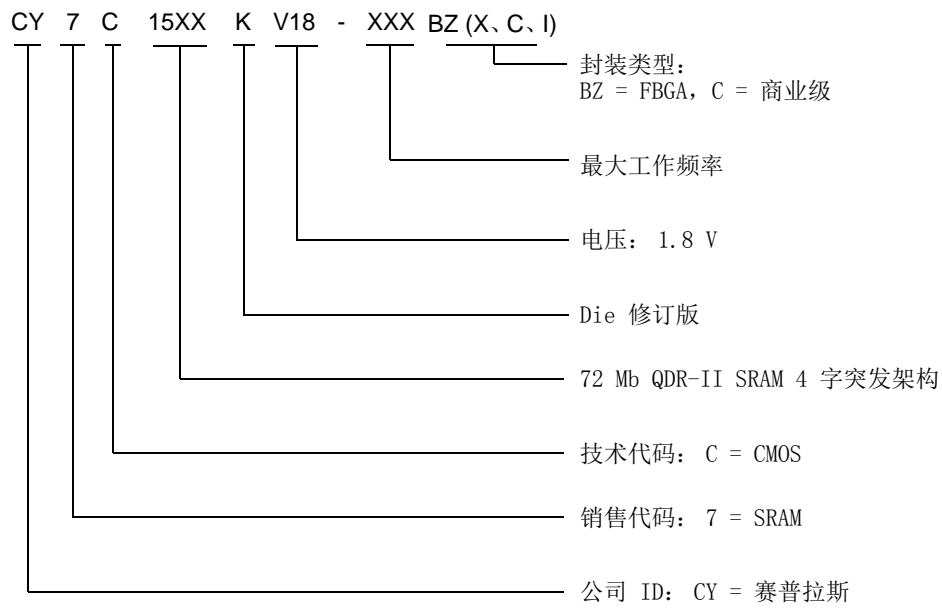 CY 7 C 15XX K V18 - XXX BZ (X、C、I)
封装类型：
BZ = FBGA，C = 商业级
最大工作频率
电压： 1.8 V
Die 修订版
72 Mb QDR-II SRAM 4 字突发架构
技术代码： C = CMOS
销售代码： 7 = SRAM
公司 ID： CY = 赛普拉斯